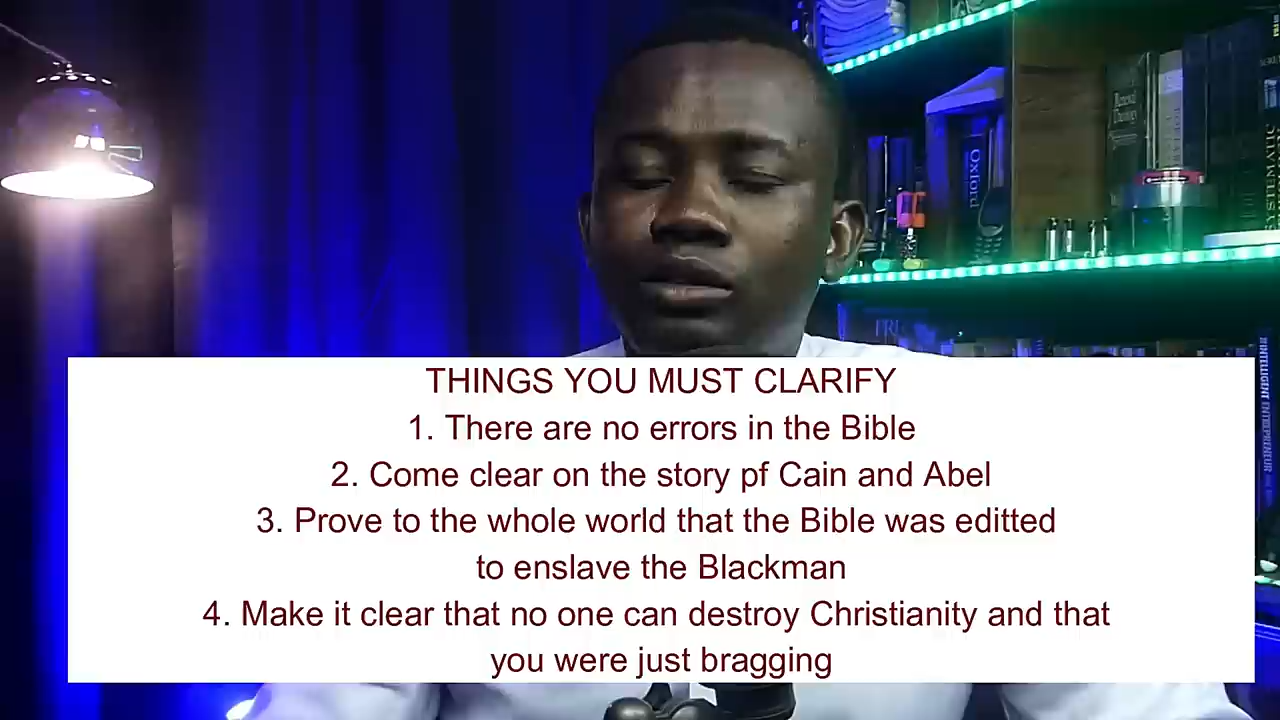 THINGS YOU MUST CLARIFY
1. There are no errors in the Bible
2. Come clear on the story pf Cain and Abel
3. Prove to the whole world that the Bible was editted
to enslave the Blackman
4. Make it clear that no one can destroy Christianity and that
you were just bragging
Oxford
SYSTEMATIC